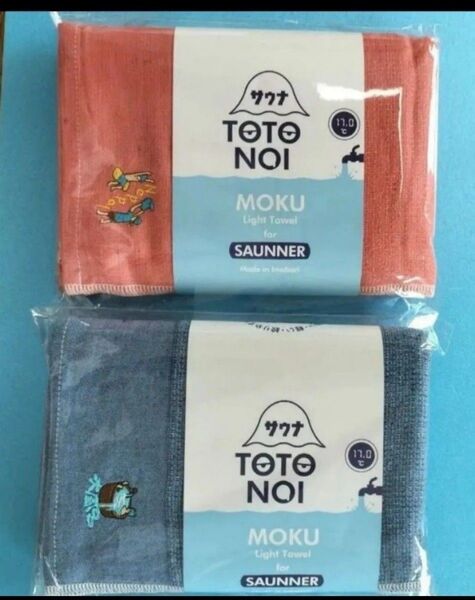 サウナ
TOTO
NOI
17.0
℃
MOKU
Light Towel
for
SAUNNER
Made in Imabari
サウナ
TOTO
NOI
17.0
℃
MOKU
Light Towel
for
SAUNNER